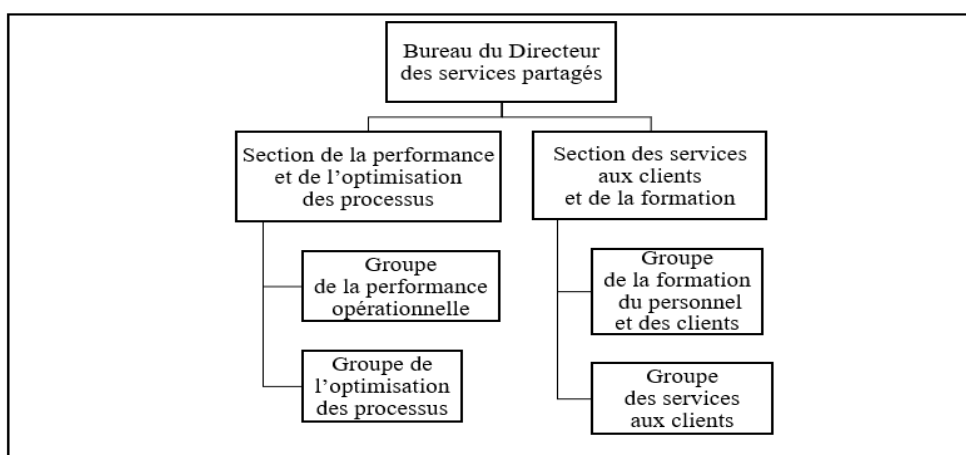 Bureau du Directeur
des services partagés
Section de la performance
et de l’optimisation
des processus
Section des services
aux clients
et de la formation
Groupe
de la performance
opérationnelle
Groupe de
l’optimisation
des processus
Groupe
de la formation
du personnel
et des clients
Groupe
des services
aux clients